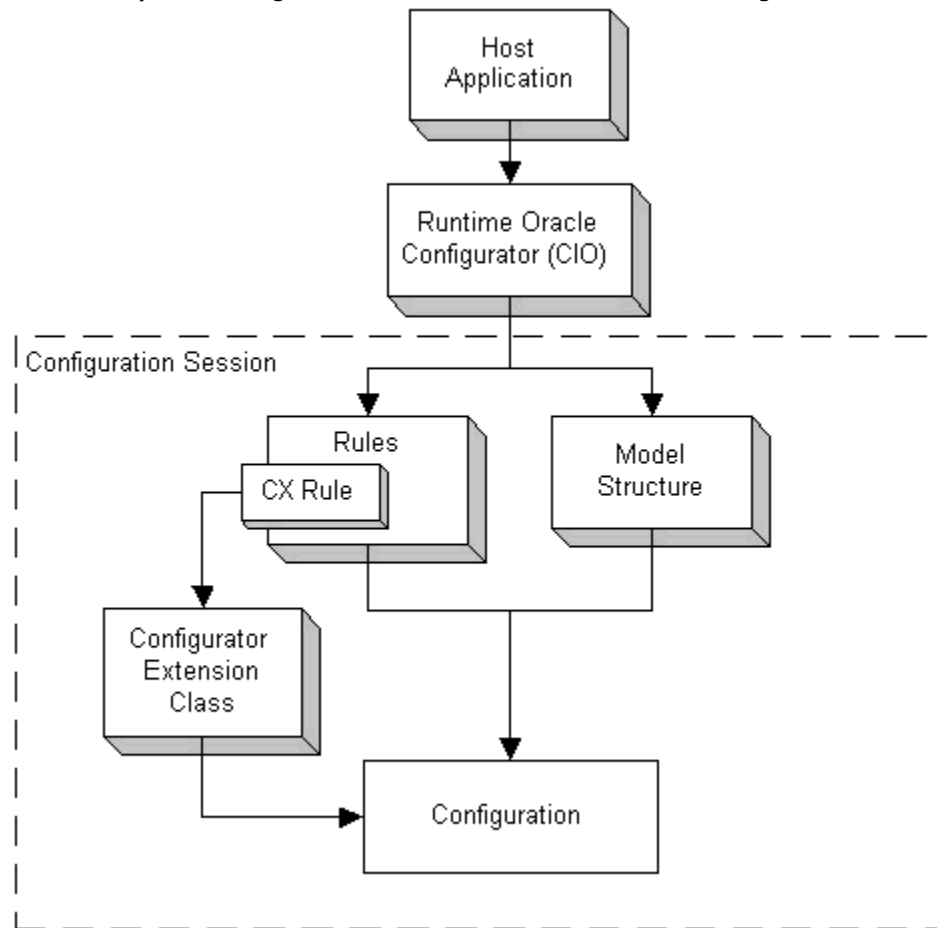 Host
Application
Runtime Oracle
Configurator (CIO)
Configuration Session
Rules
CX Rule
Model
Structure
Configurator
Extension
Class
Configuration